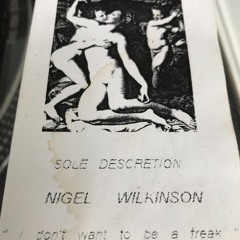 SOLE DESCRETION
NIGEL WILKINSON
" i don't want to be a freak "